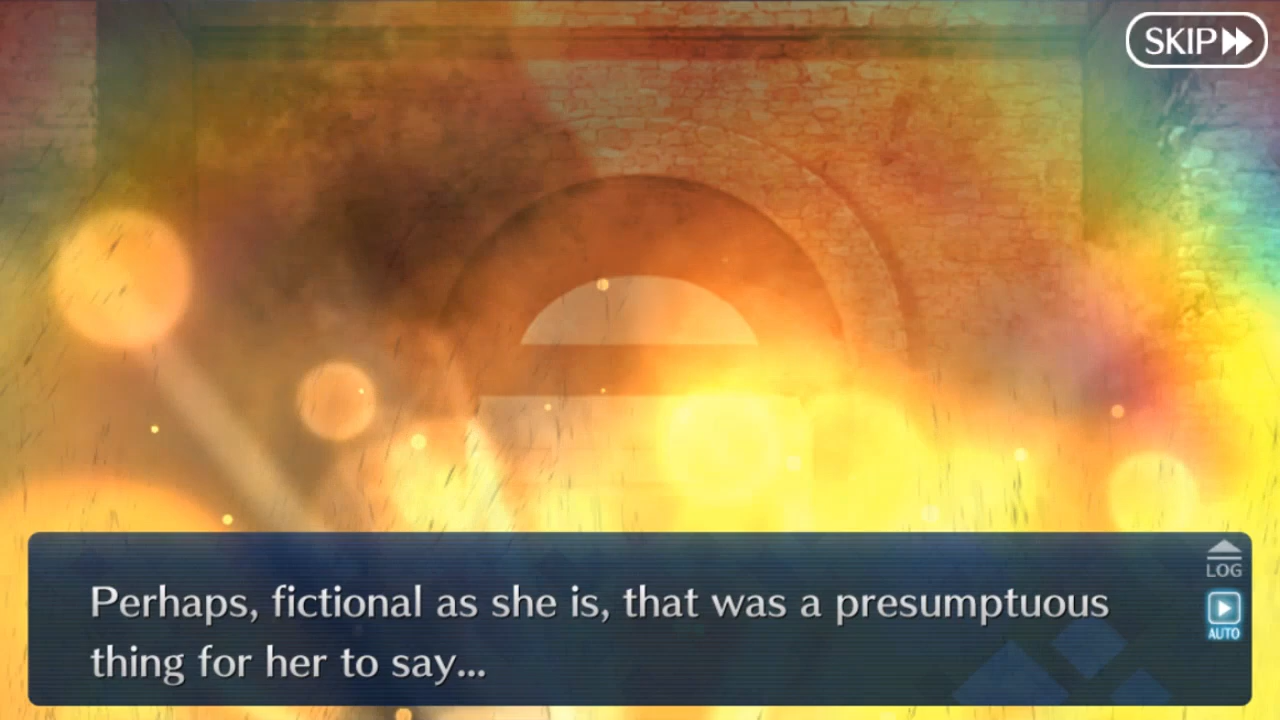 SKIP
Perhaps, fictional as she is, that was a presumptuous
thing for her to say...
LOG
AUTO